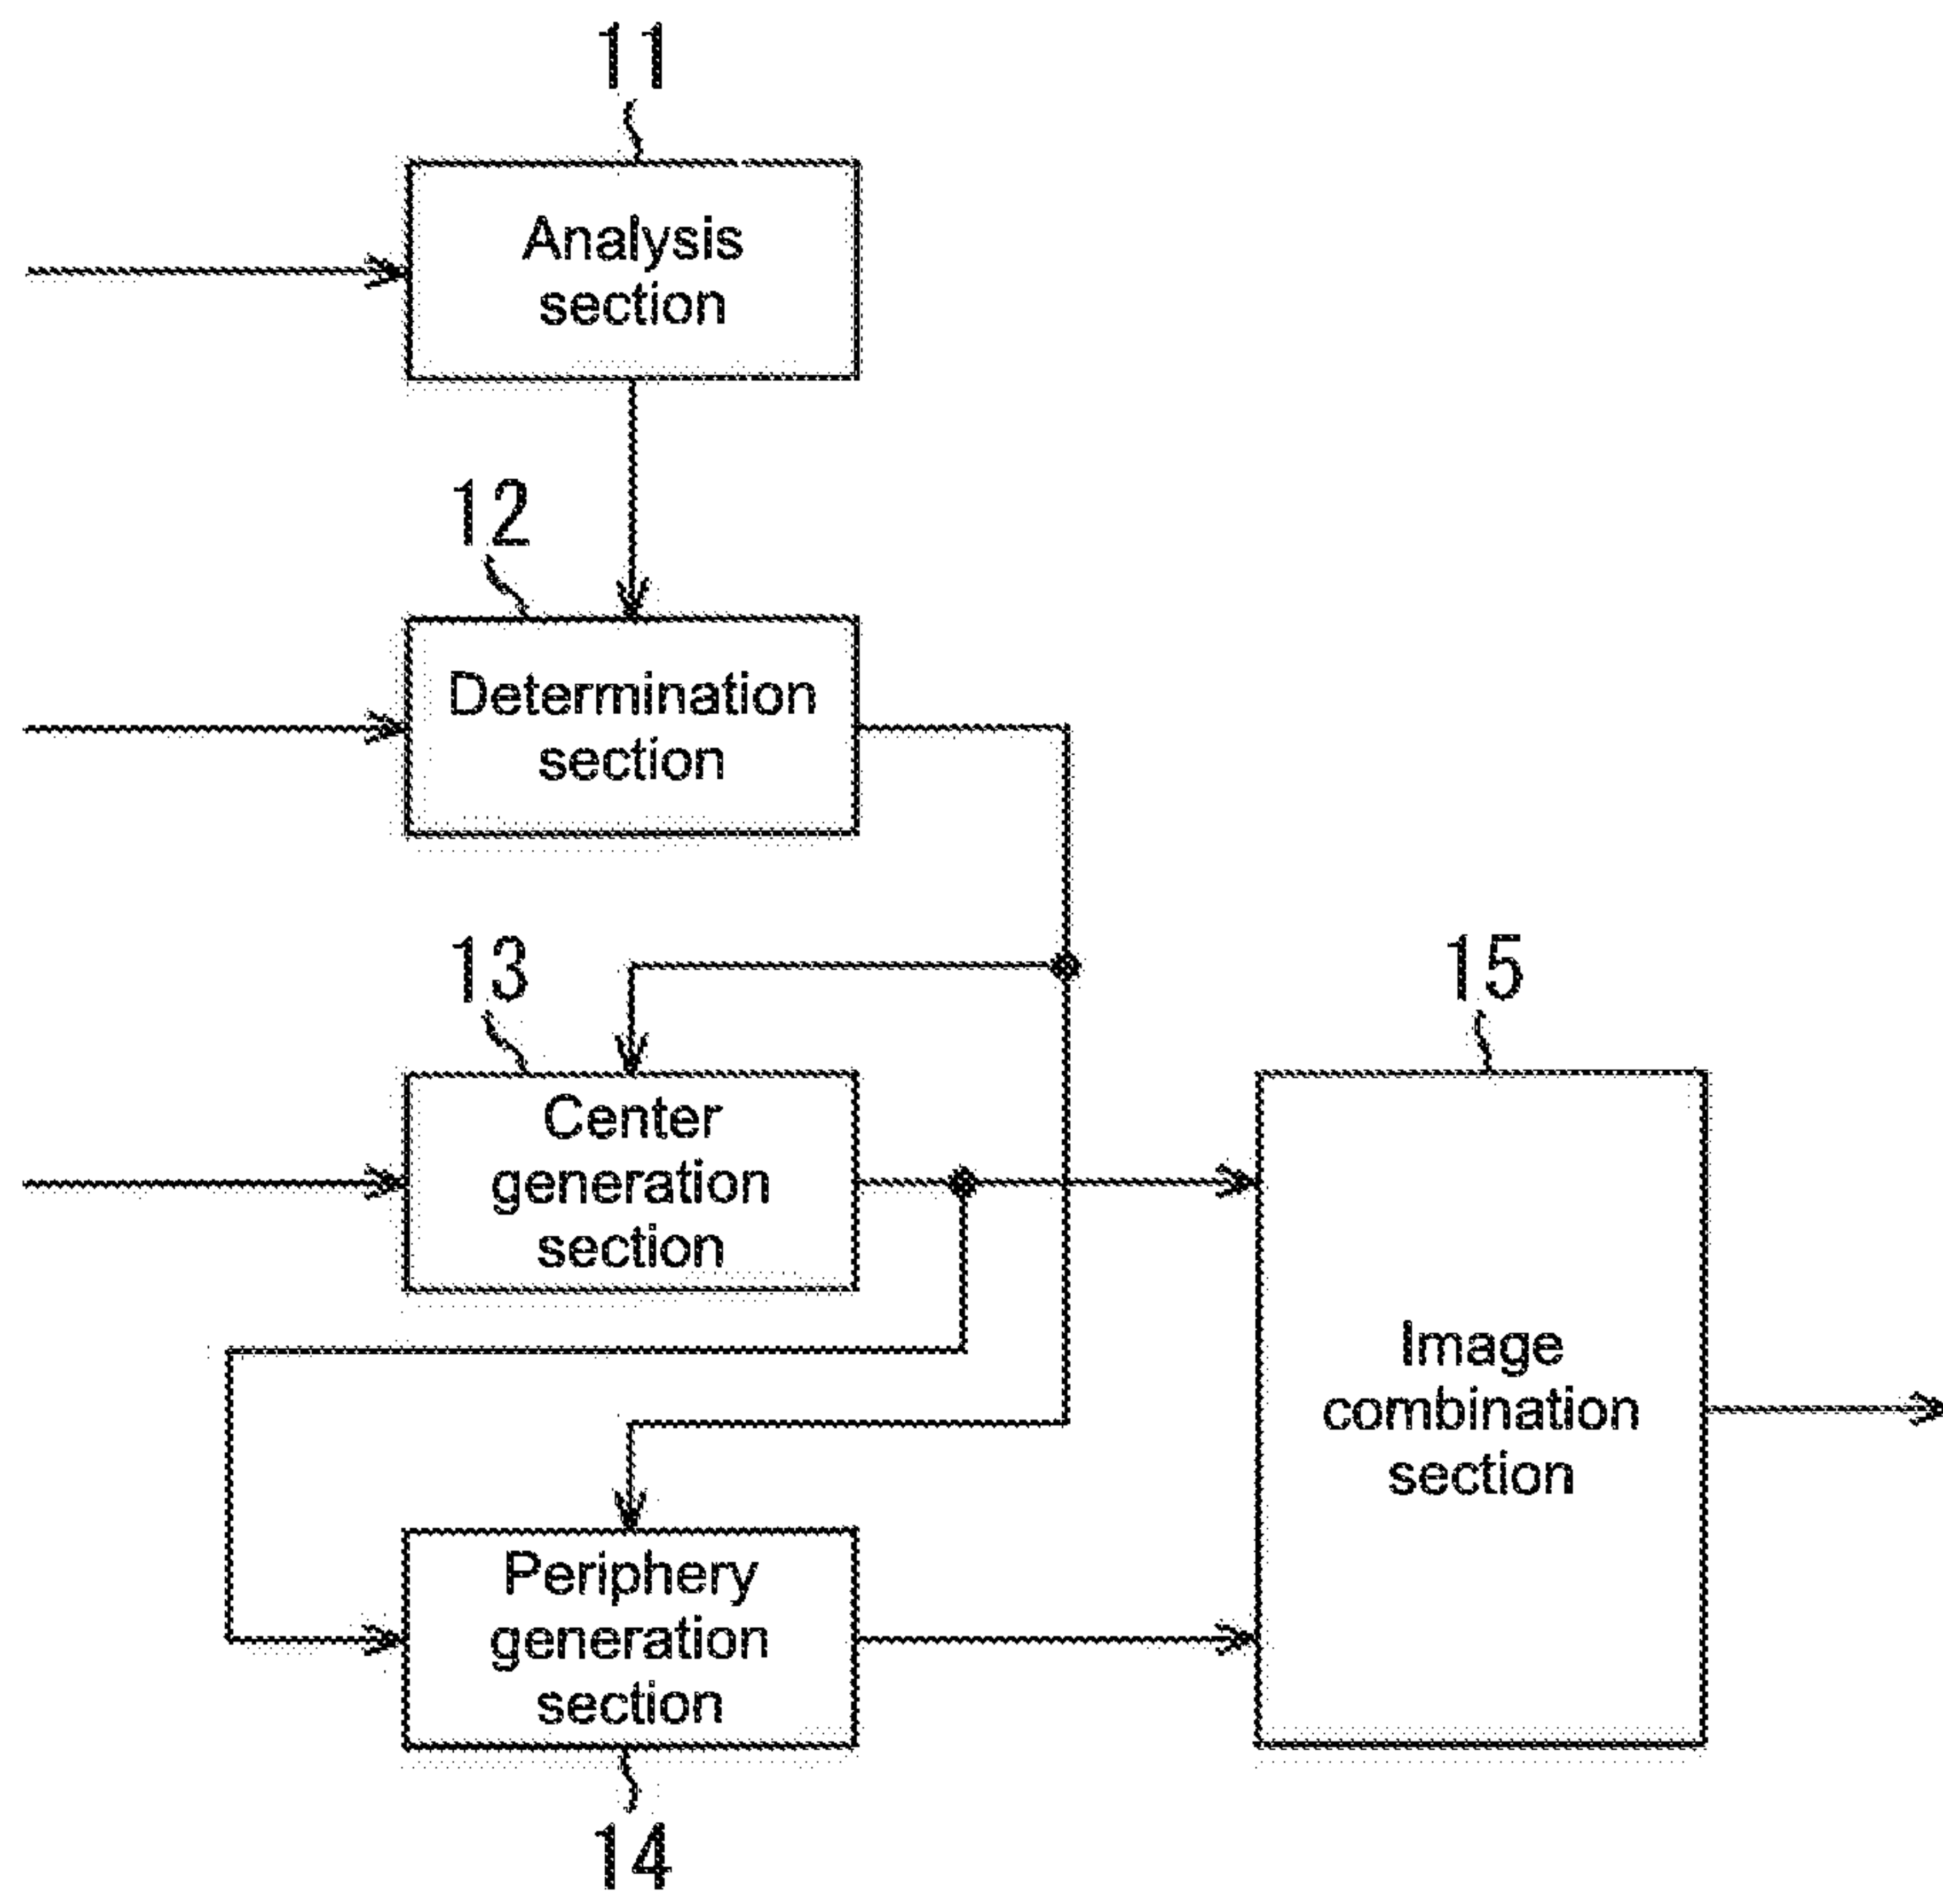 11
Analysis
section
12
Determination
section
13
Center
generation
section
15
Image
combination
section
Periphery
generation
section
14